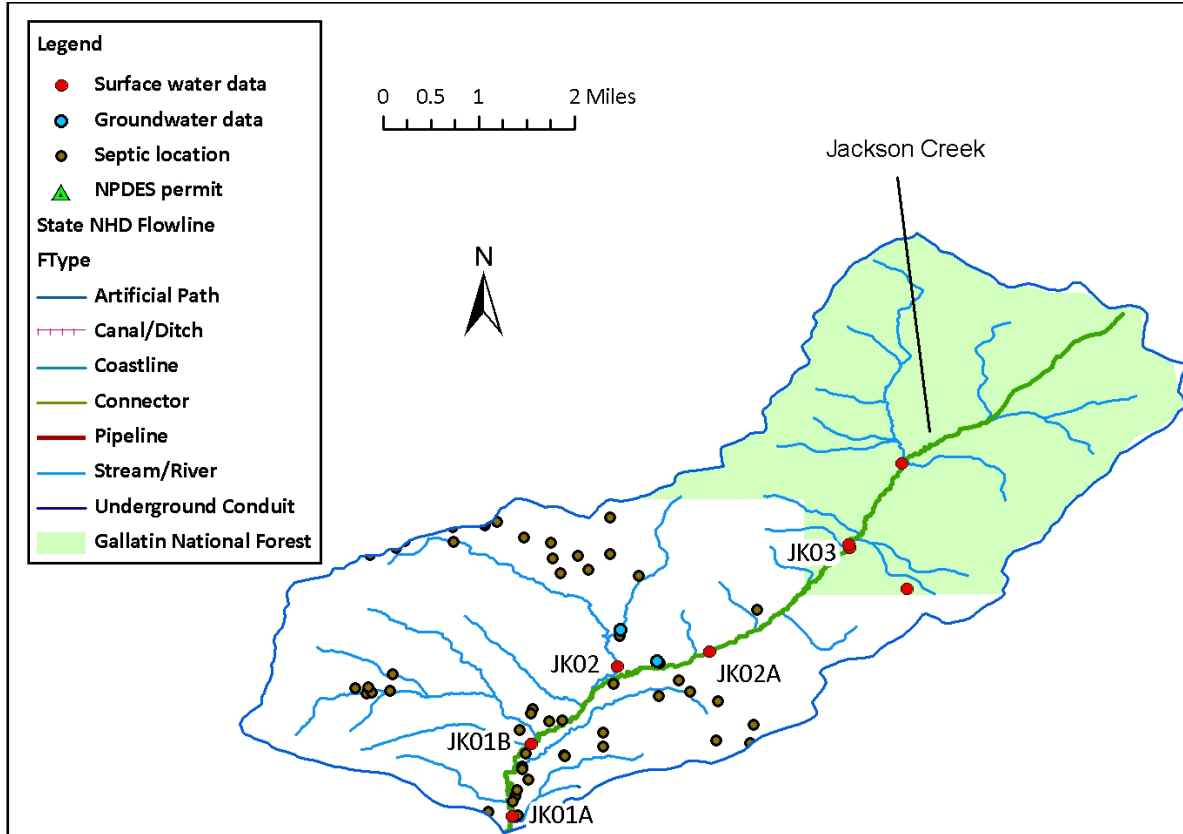 Legend
Surface water data
Groundwater data
Septic location
NPDES permit
State NHD Flowline
FType
Artificial Path
Canal/Ditch
Coastline
Connector
Pipeline
Stream/River
Underground Conduit
Gallatin National Forest
0 0.5 1 2 Miles
N
Jackson Creek
JK03
JK02
JK02A
JK01B
JK01A